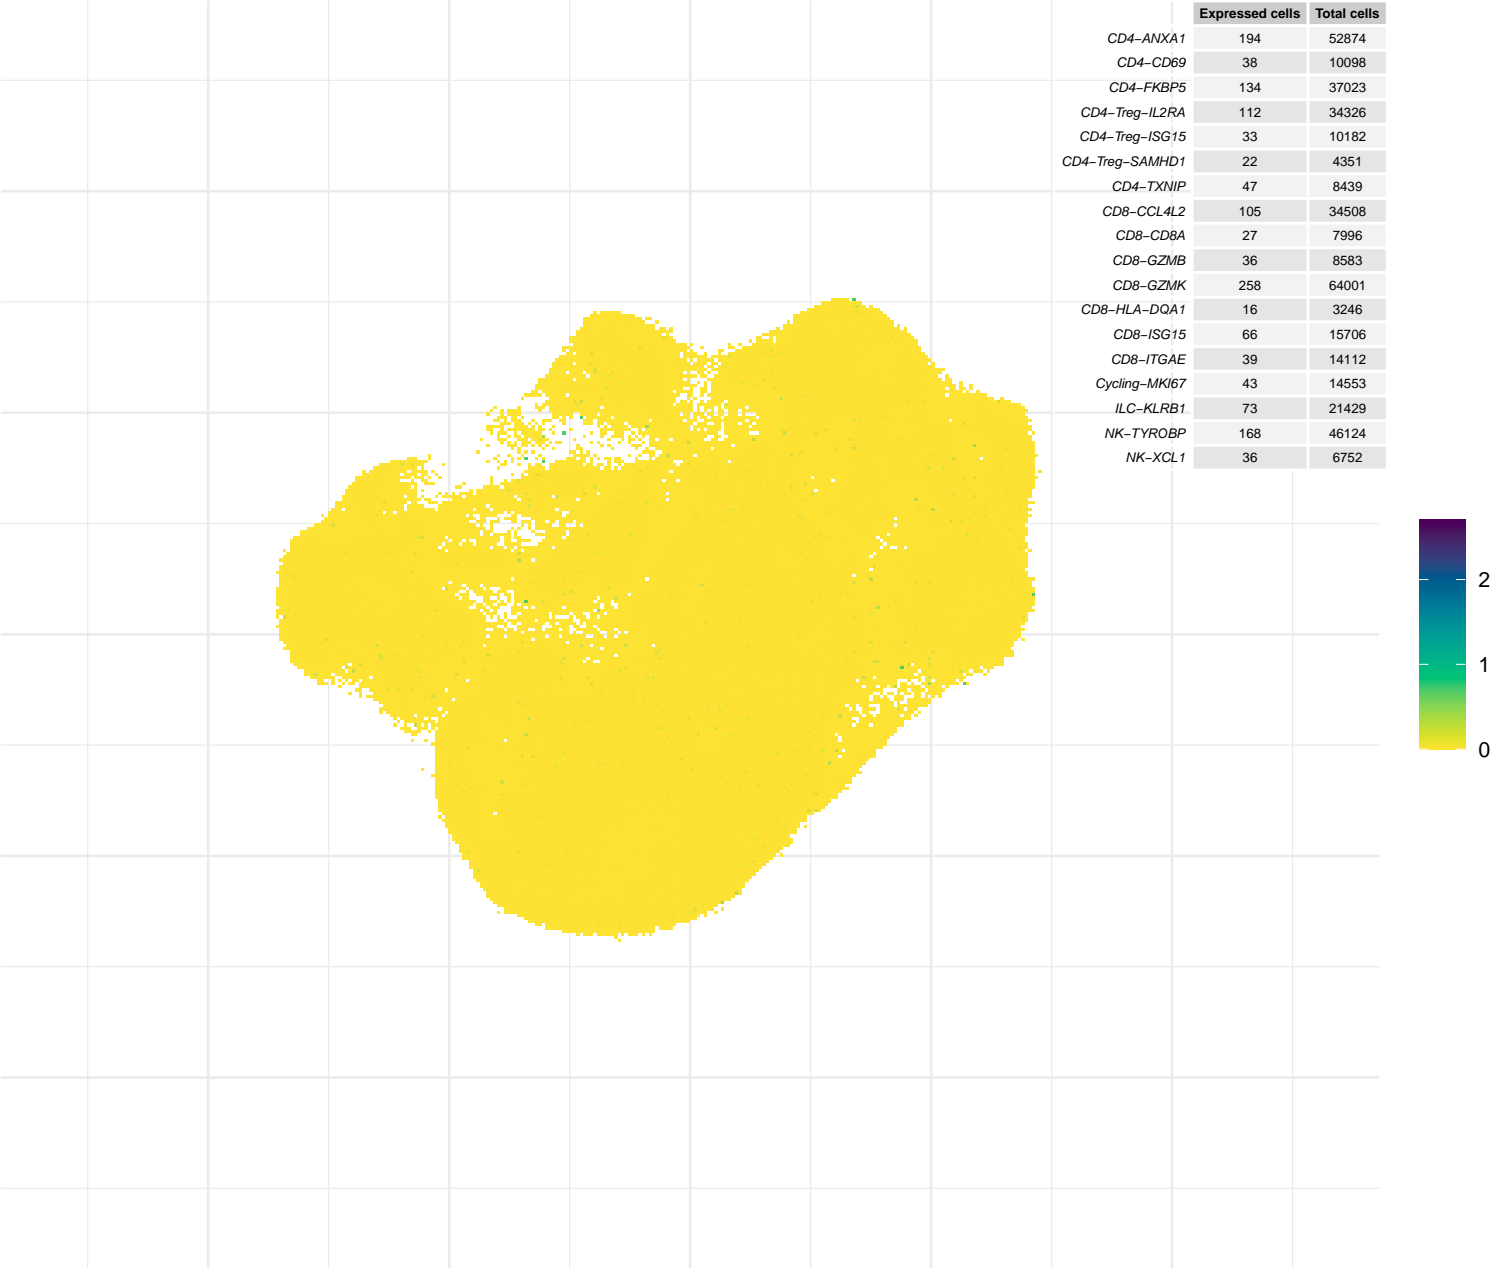 Expressed cells Total cells
CD4−ANXA1 194 52874
CD4−CD69 38 10098
CD4−FKBP5 134 37023
CD4−Treg−IL2RA 112 34326
CD4−Treg−ISG15 33 10182
CD4−Treg−SAMHD1 22 4351
CD4−TXNIP 47 8439
CD8−CCL4L2 105 34508
CD8−CD8A 27 7996
CD8−GZMB 36 8583
CD8−GZMK 258 64001
CD8−HLA−DQA1 16 3246
CD8−ISG15 66 15706
CD8−ITGAE 39 14112
Cycling−MKI67 43 14553
ILC−KLRB1 73 21429
NK−TYROBP 168 46124
NK−XCL1 36 6752
2
1
0